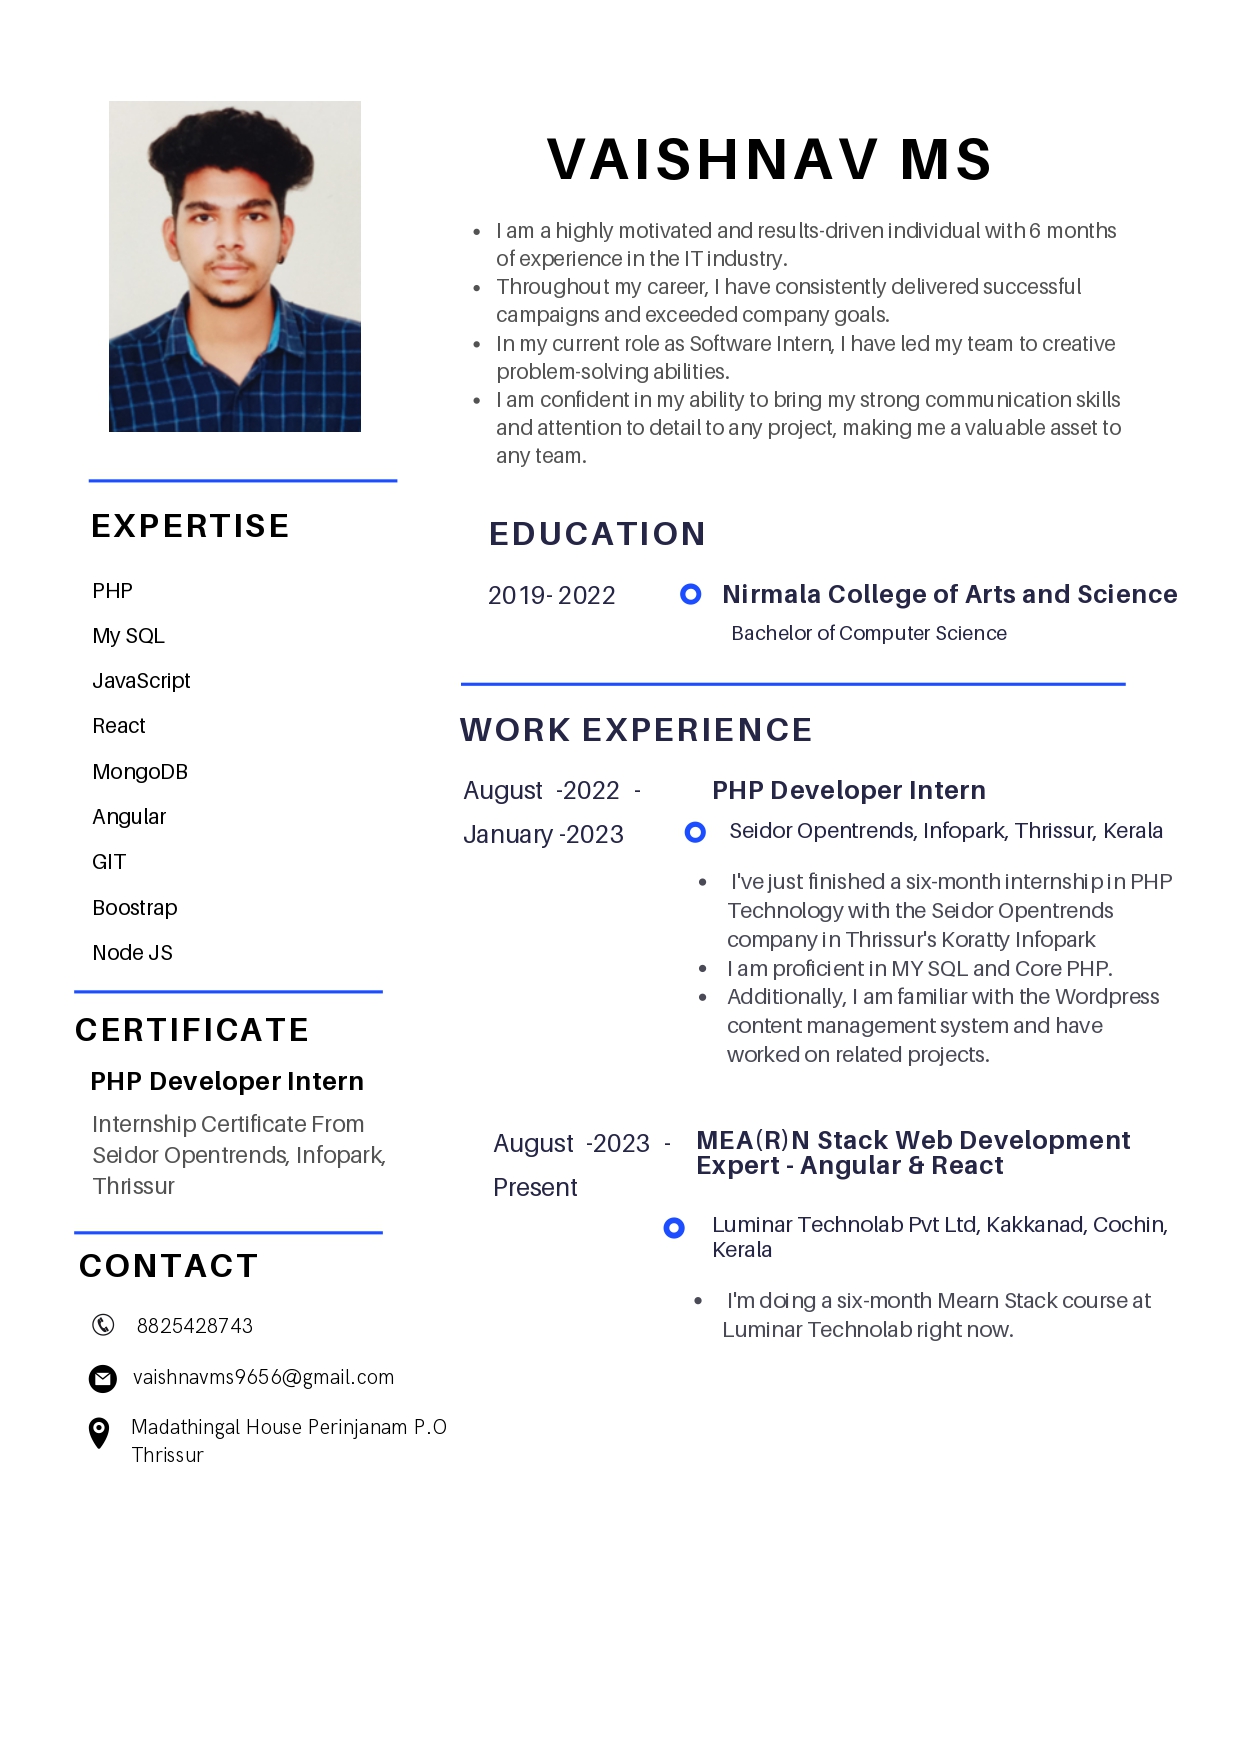 VAISHNAV MS
• I am a highly motivated and results-driven individual with 6 months
of experience in the IT industry.
• Throughout my career, I have consistently delivered successful
campaigns and exceeded company goals.
• In my current role as Software Intern, I have led my team to creative
problem-solving abilities.
• I am confident in my ability to bring my strong communication skills
and attention to detail to any project, making me a valuable asset to
any team.
EXPERTISE
PHP
My SQL
JavaScript
React
MongoDB
Angular
GIT
Boostrap
Node JS
CERTIFICATE
PHP Developer Intern
Internship Certificate From
Seidor Opentrends, Infopark,
Thrissur
CONTACT
8825428743
vaishnavms9656@gmail.com
Madathingal House Perinjanam P.O
Thrissur
EDUCATION
2019- 2022
Nirmala College of Arts and Science
Bachelor of Computer Science
WORK EXPERIENCE
August -2022 -
January -2023
PHP Developer Intern
Seidor Opentrends, Infopark, Thrissur, Kerala
• I've just finished a six-month internship in PHP
Technology with the Seidor Opentrends
company in Thrissur's Koratty Infopark
• I am proficient in MY SQL and Core PHP.
• Additionally, I am familiar with the Wordpress
content management system and have
worked on related projects.
August -2023 -
Present
MEA(R)N Stack Web Development
Expert - Angular & React
Luminar Technolab Pvt Ltd, Kakkanad, Cochin,
Kerala
• I'm doing a six-month Mearn Stack course at
Luminar Technolab right now.